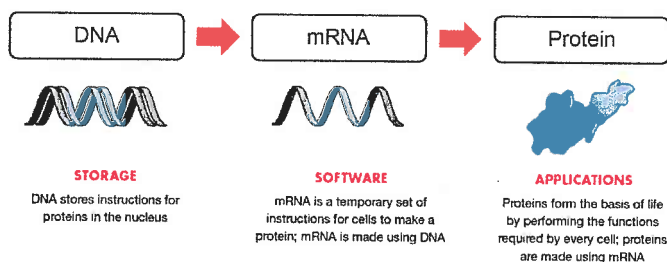 DNA
mRNA
Protein
STORAGE
DNA stores instructions for
proteins in the nucleus
SOFTWARE
mRNA is a temporary set of
instructions for cells to make a
protein; mRNA is made using DNA
APPLICATIONS
Proteins form the basis of life
by performing the functions
required by every cell; proteins
are made using mRNA